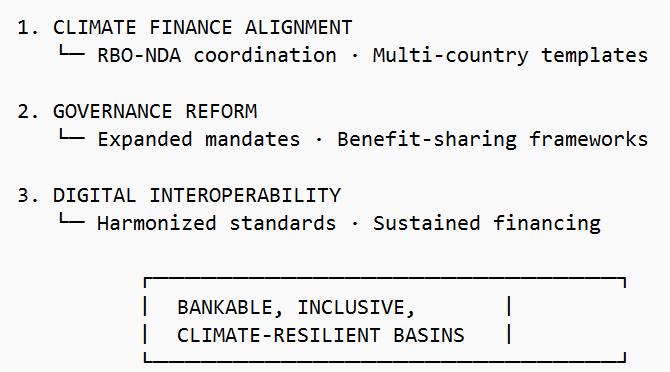 1. CLIMATE FINANCE ALIGNMENT
└─ RBO-NDA coordination · Multi-country templates
2. GOVERNANCE REFORM
└─ Expanded mandates · Benefit-sharing frameworks
3. DIGITAL INTEROPERABILITY
└─ Harmonized standards · Sustained financing
BANKABLE, INCLUSIVE,
CLIMATE-RESILIENT BASINS